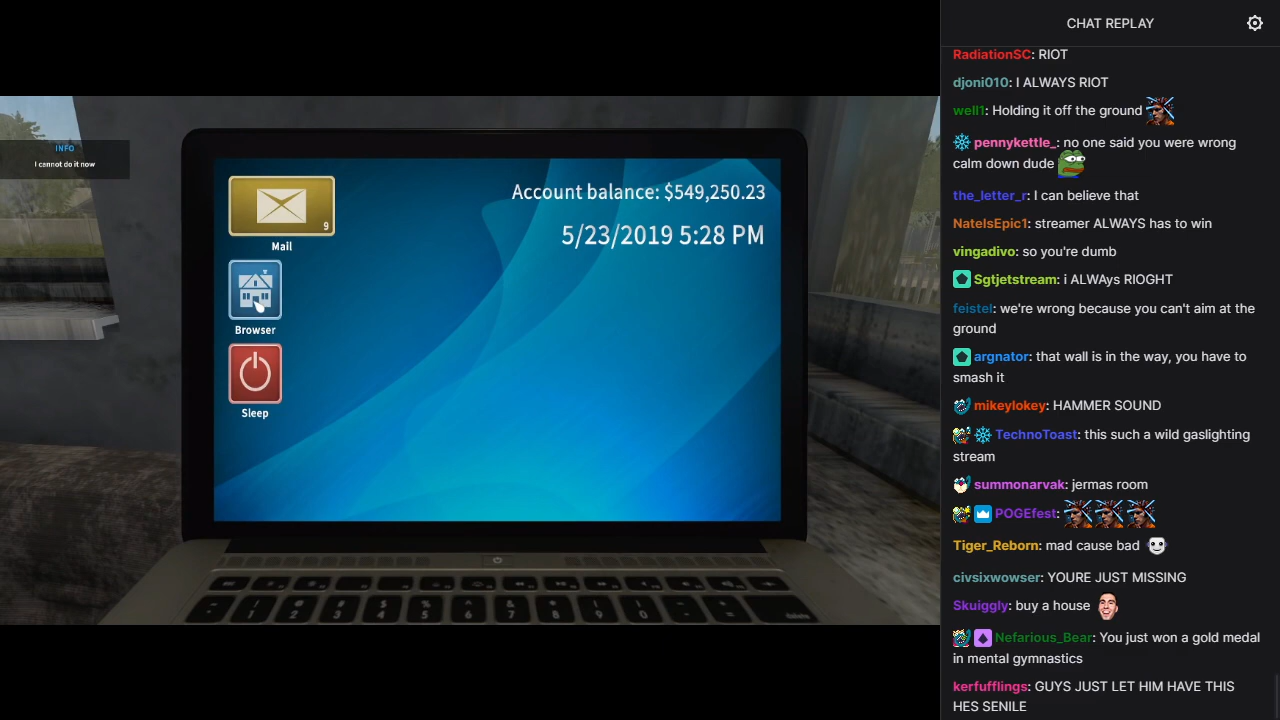 INFO
I cannot do it now
Account balance: $549,250.23
5/23/2019 5:28 PM
9
Mail
Browser
Sleep
CHAT REPLAY
RadiationSC: RIOT
djoni010: I ALWAYS RIOT
well1: Holding it off the ground
pennykettle_: no one said you were wrong
calm down dude
the_letter_r: I can believe that
NateIsEpic1: streamer ALWAYS has to win
vingadivo: so you're dumb
Sgtjetstream: i ALWAys RIOGHT
feistel: we're wrong because you can't aim at the
ground
argnator: that wall is in the way, you have to
smash it
mikeylokey: HAMMER SOUND
TechnoToast: this such a wild gaslighting
stream
summonarvak: jermas room
POGEfest:
Tiger_Reborn: mad cause bad
civsixwowser: YOURE JUST MISSING
Skuiggly: buy a house
Nefarious_Bear: You just won a gold medal
in mental gymnastics
kerfufflings: GUYS JUST LET HIM HAVE THIS
HES SENILE